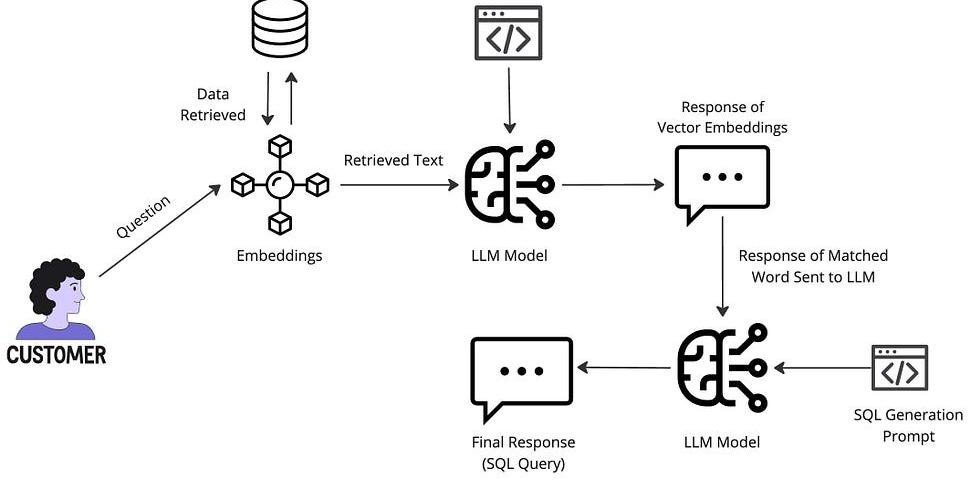 Data
Retrieved
Response of
Vector Embeddings
Retrieved Text
Question
Embeddings
LLM Model
Response of Matched
Word Sent to LLM
CUSTOMER
SQL Generation
Prompt
Final Response
(SQL Query)
LLM Model